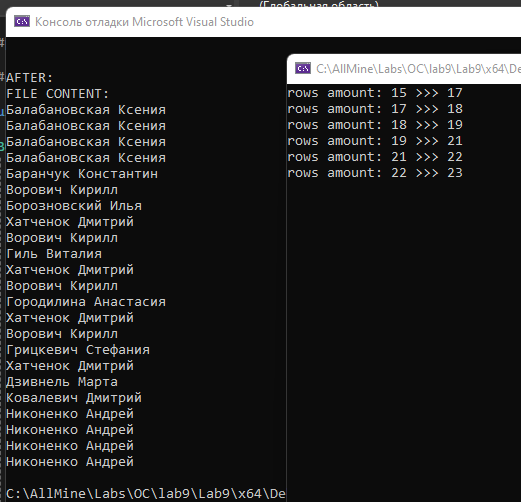 (Глобальная область)
Консоль отладки Microsoft Visual Studio
AFTER:
FILE CONTENT:
Балабановская Ксения
Балабановская Ксения
Балабановская Ксения
Балабановская Ксения
Баранчук Константин
Ворович Кирилл
Борозновский Илья
Хатченок Дмитрий
Ворович Кирилл
Гиль Виталия
Хатченок Дмитрий
Ворович Кирилл
Городилина Анастасия
Хатченок Дмитрий
Ворович Кирилл
Грицкевич Стефания
Хатченок Дмитрий
Дзивнель Марта
Ковалевич Дмитрий
Никоненко Андрей
Никоненко Андрей
Никоненко Андрей
Никоненко Андрей
C:\AllMine\Labs\OC\lab9\Lab9\x64\De
C:\AllMine\Labs\OC\lab9\Lab9\x64\De
rows amount: 15 >>> 17
rows amount: 17 >>> 18
rows amount: 18 >>> 19
rows amount: 19 >>> 21
rows amount: 21 >>> 22
rows amount: 22 >>> 23